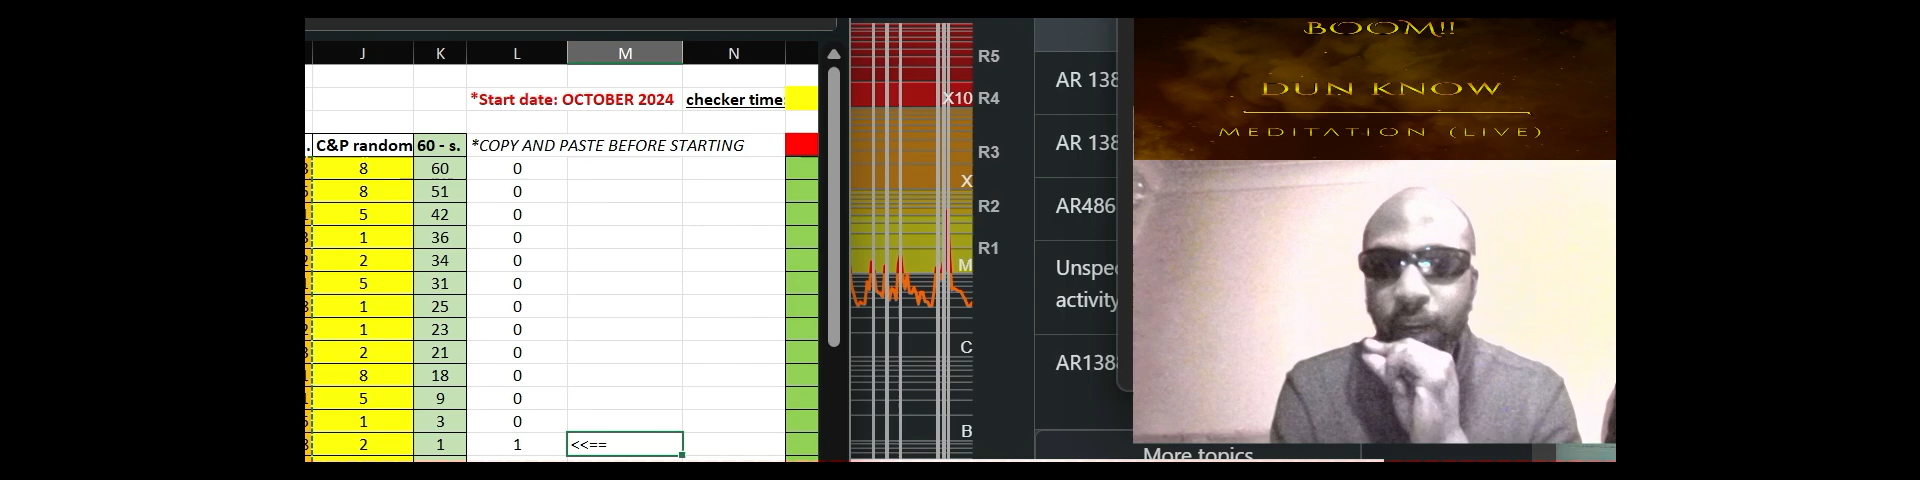 J K L M N
*Start date: OCTOBER 2024 checker time:
. C&P random 60 - s. *COPY AND PASTE BEFORE STARTING
8 60 0
8 51 0
5 42 0
1 36 0
2 34 0
5 31 0
1 25 0
1 23 0
2 21 0
8 18 0
5 9 0
1 3 0
2 1 1 <<==
R5
X10 R4
R3
X
R2
R1
M
C
B
AR 138
AR 138
AR486
Unspe
activity
AR138
More topics
BOOM!!
DUN KNOW
MEDITATION (LIVE)